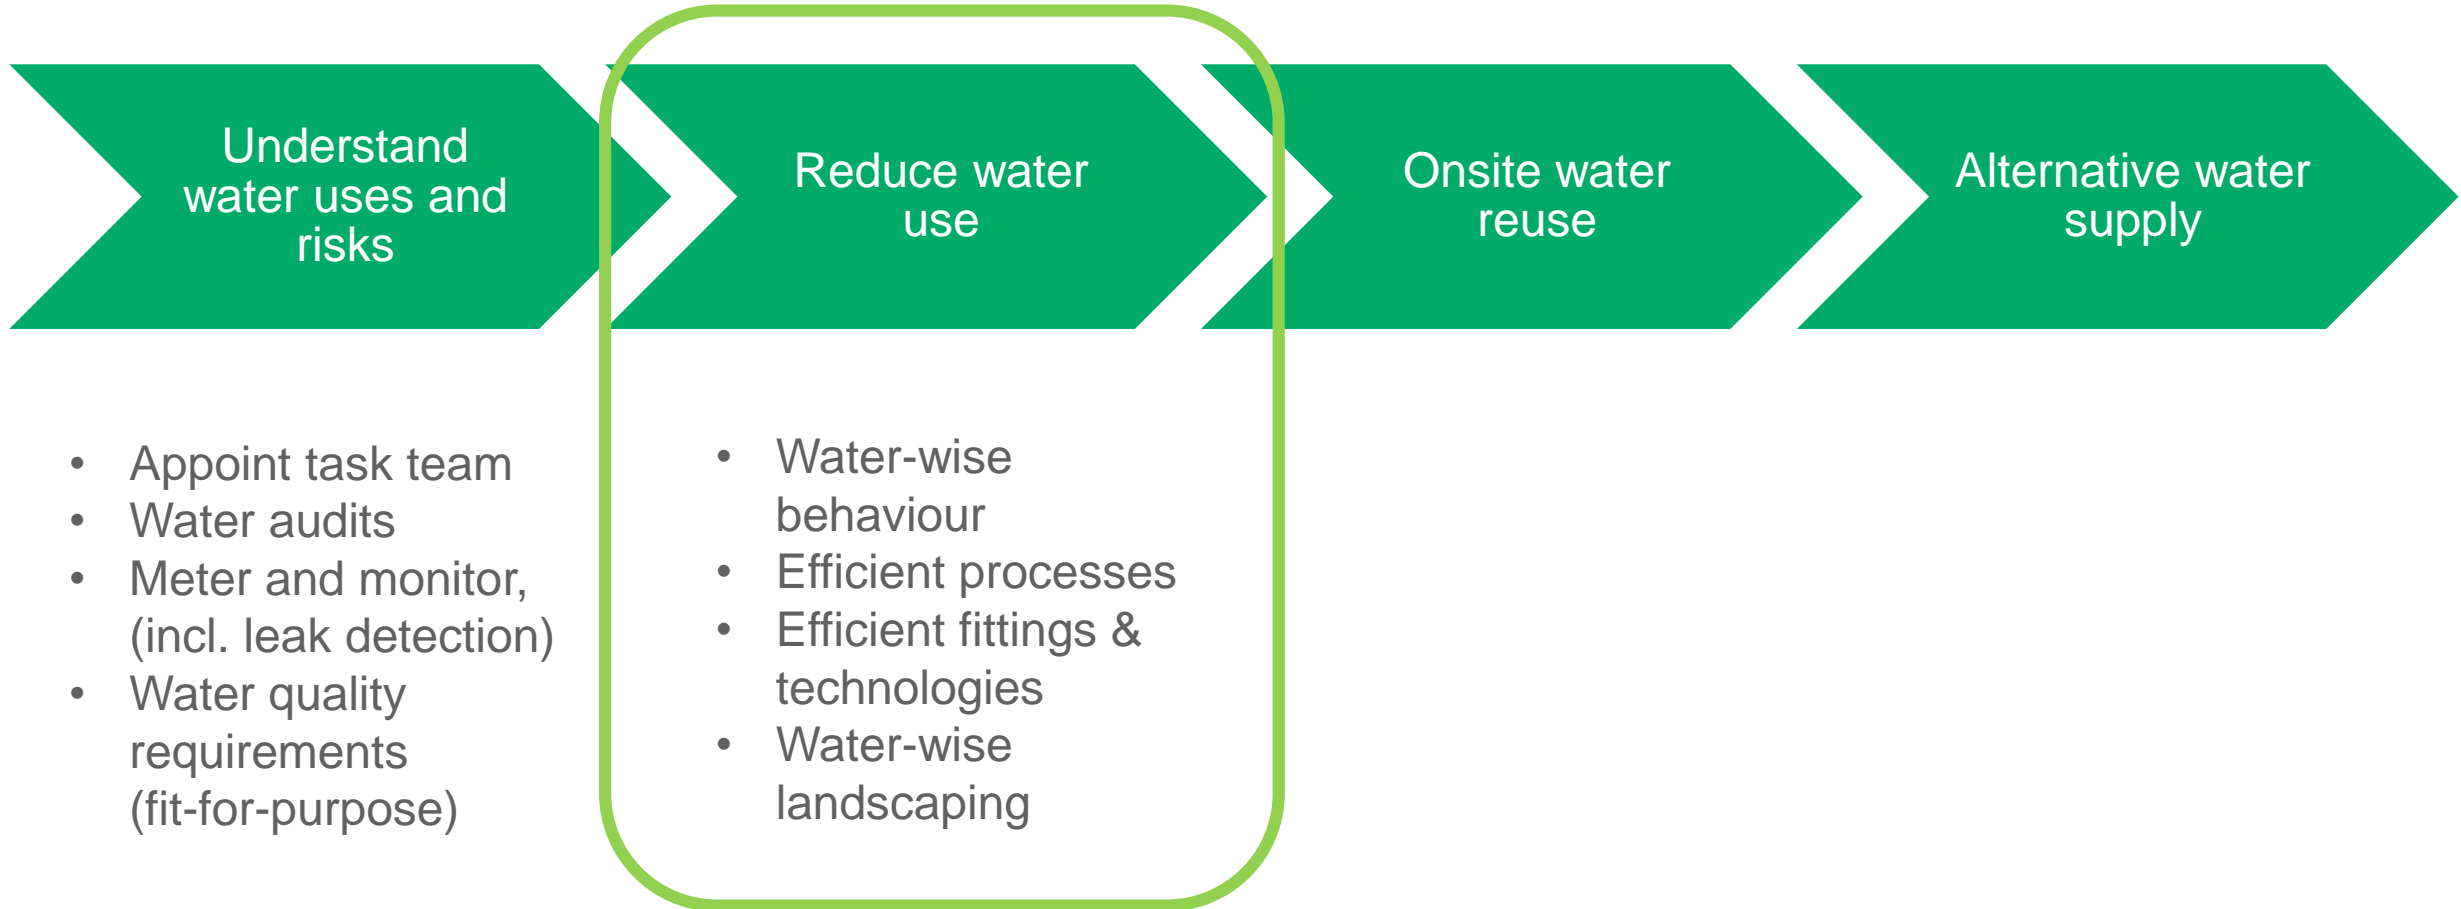 Understand
water uses and
risks
Reduce water
use
Onsite water
reuse
Alternative water
supply
• Appoint task team
• Water audits
• Meter and monitor,
(incl. leak detection)
• Water quality
requirements
(fit-for-purpose)
• Water-wise
behaviour
• Efficient processes
• Efficient fittings &
technologies
• Water-wise
landscaping